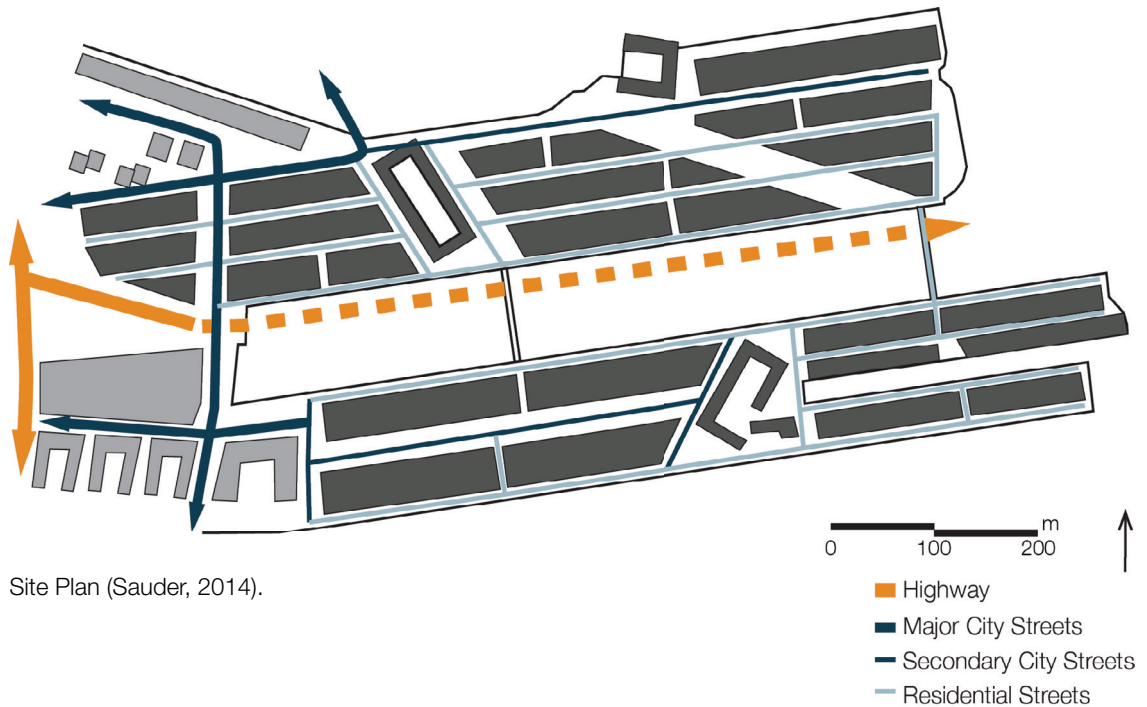 m
0 100 200
Site Plan (Sauder, 2014).
Highway
Major City Streets
Secondary City Streets
Residential Streets